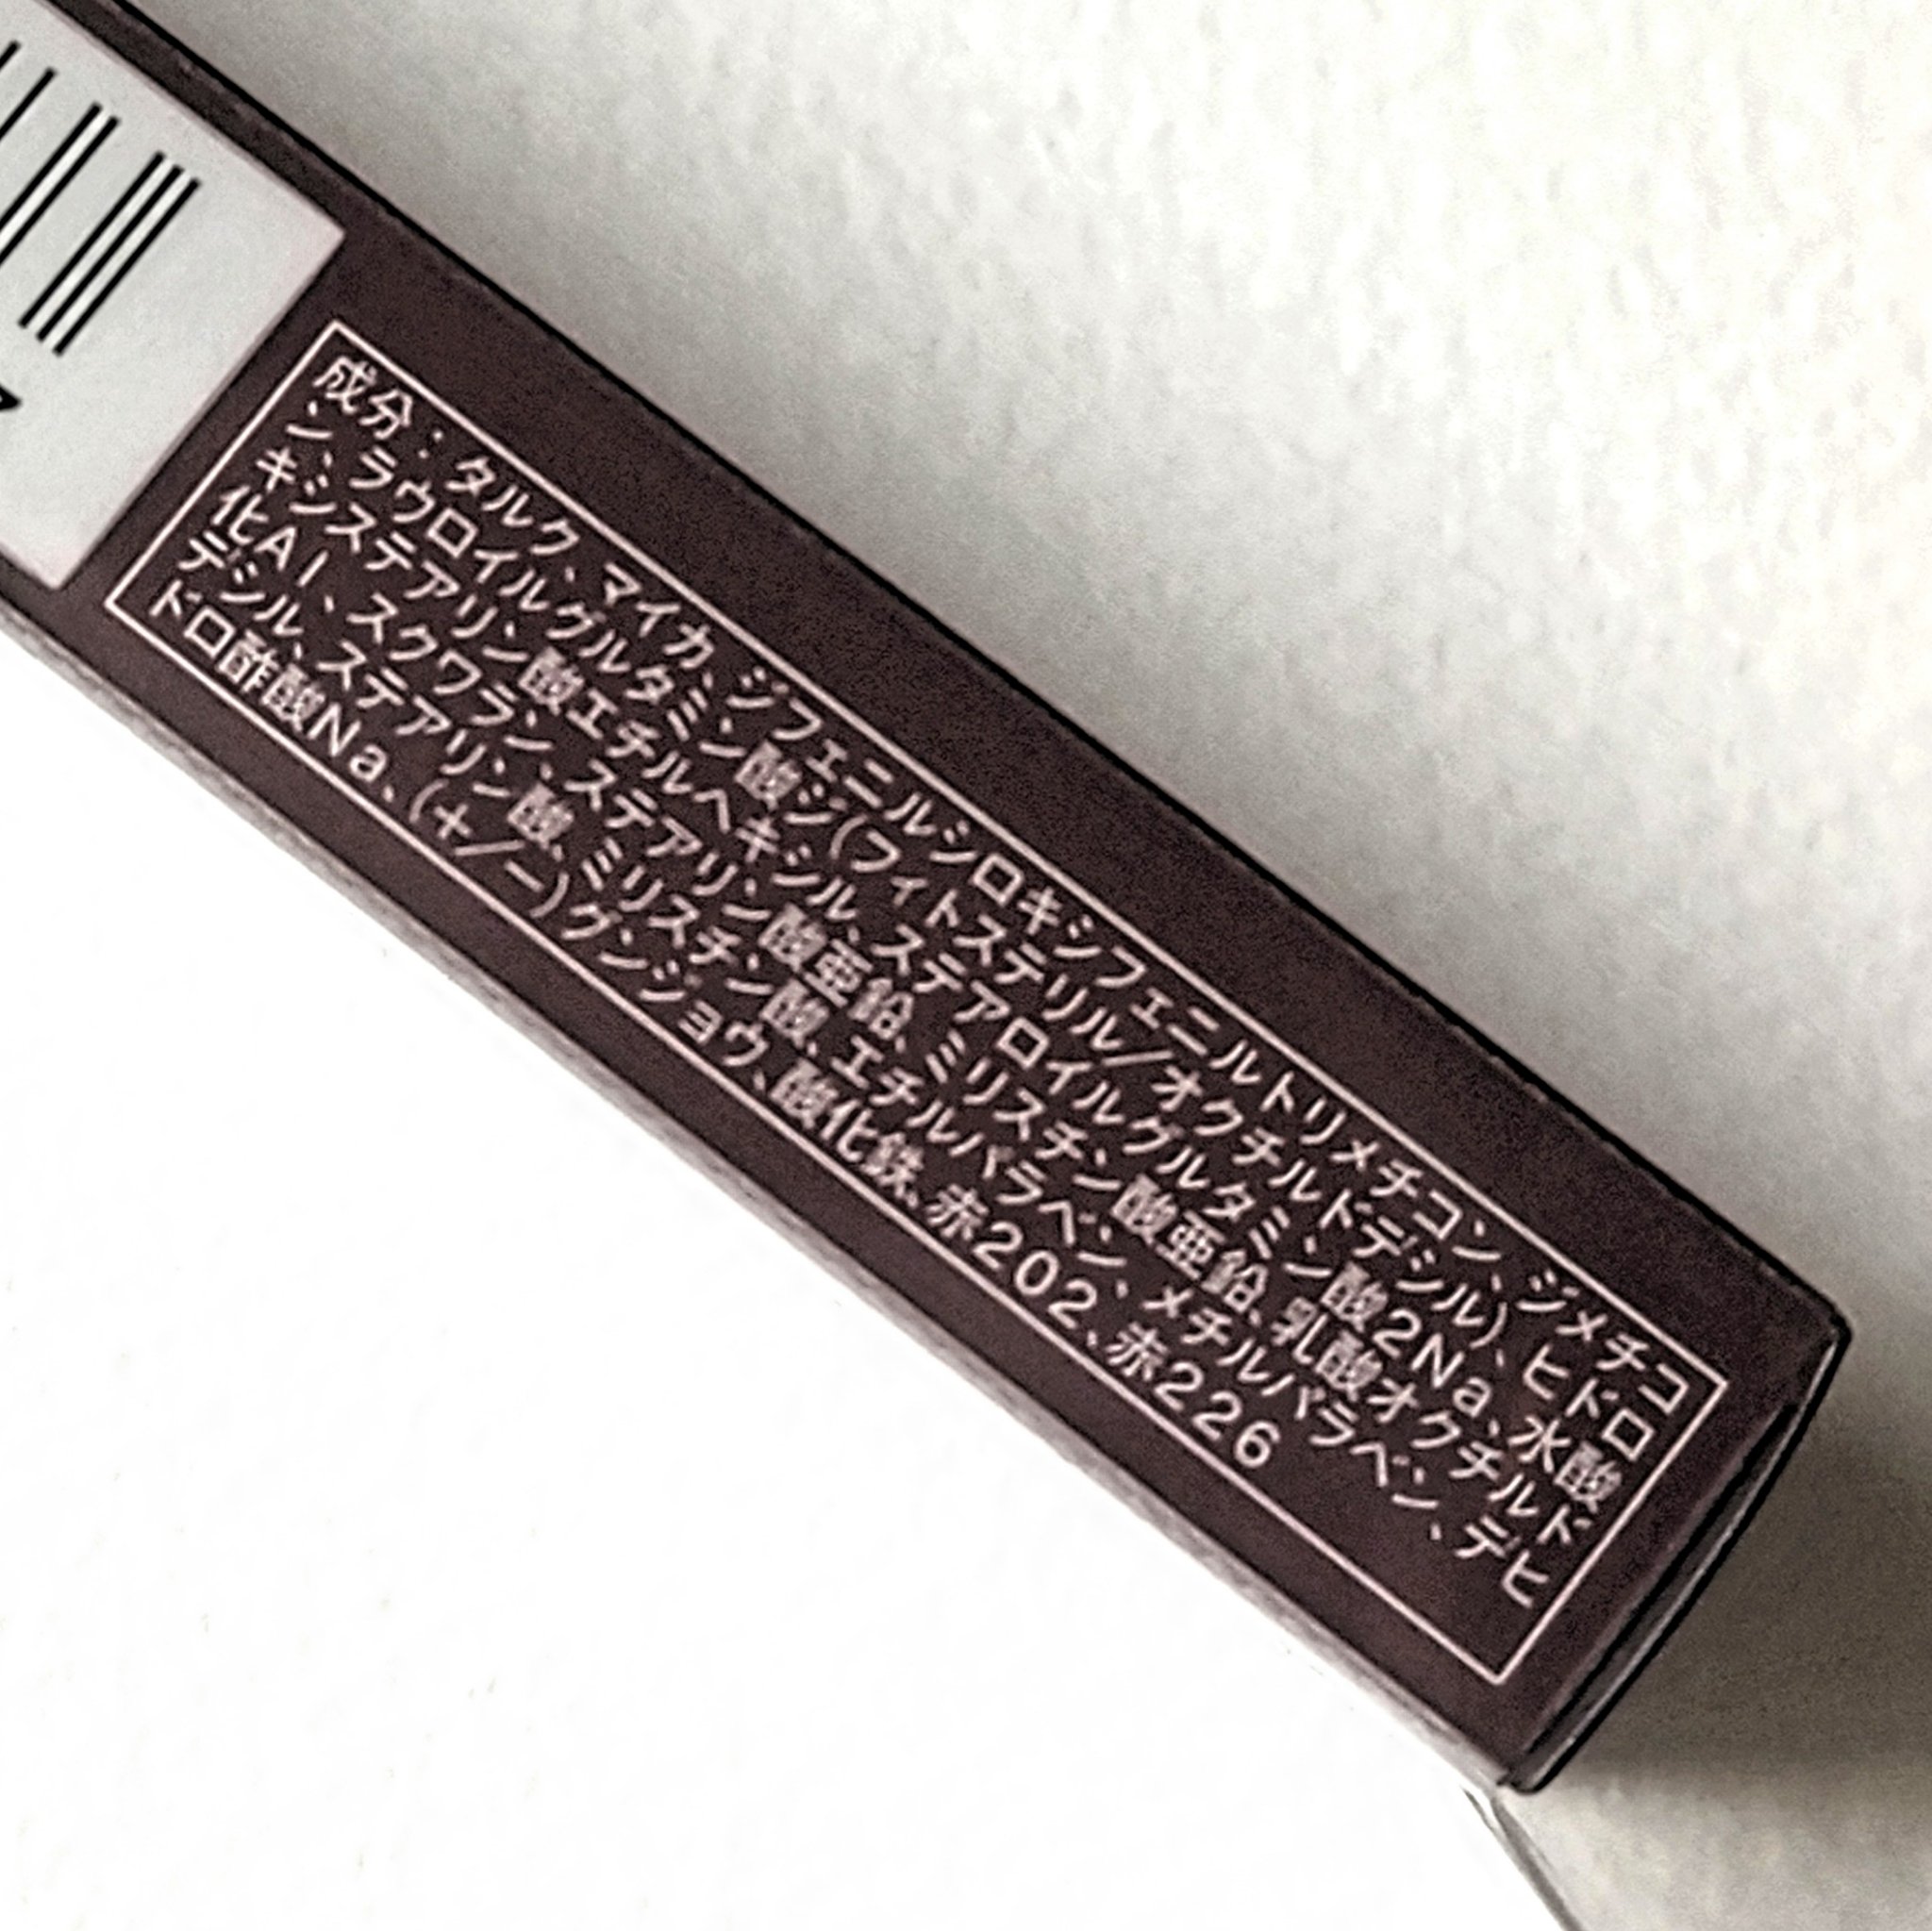 成分：タルク、マイカ、ジフェニルシロキシフェニルトリメチコン、ジメチコ
ン、ラウロイルグルタミン酸ジ(フィトステリル/オクチルドデシル)、ヒドロ
キシステアリン酸エチルヘキシル、ステアロイルグルタミン酸2Na、水酸
化Al、スクワラン、ステアリン酸亜鉛、ミリスチン酸亜鉛、乳酸オクチルド
デシル、ステアリン酸、ミリスチン酸、エチルパラベン、メチルパラベン、デヒ
ドロ酢酸Na、(+/−)グンジョウ、酸化鉄、赤202、赤226